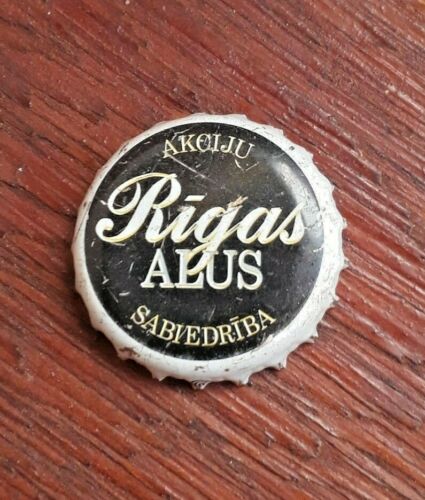 AKCIJU
Rīgas
ALUS
SABIEDRĪBA